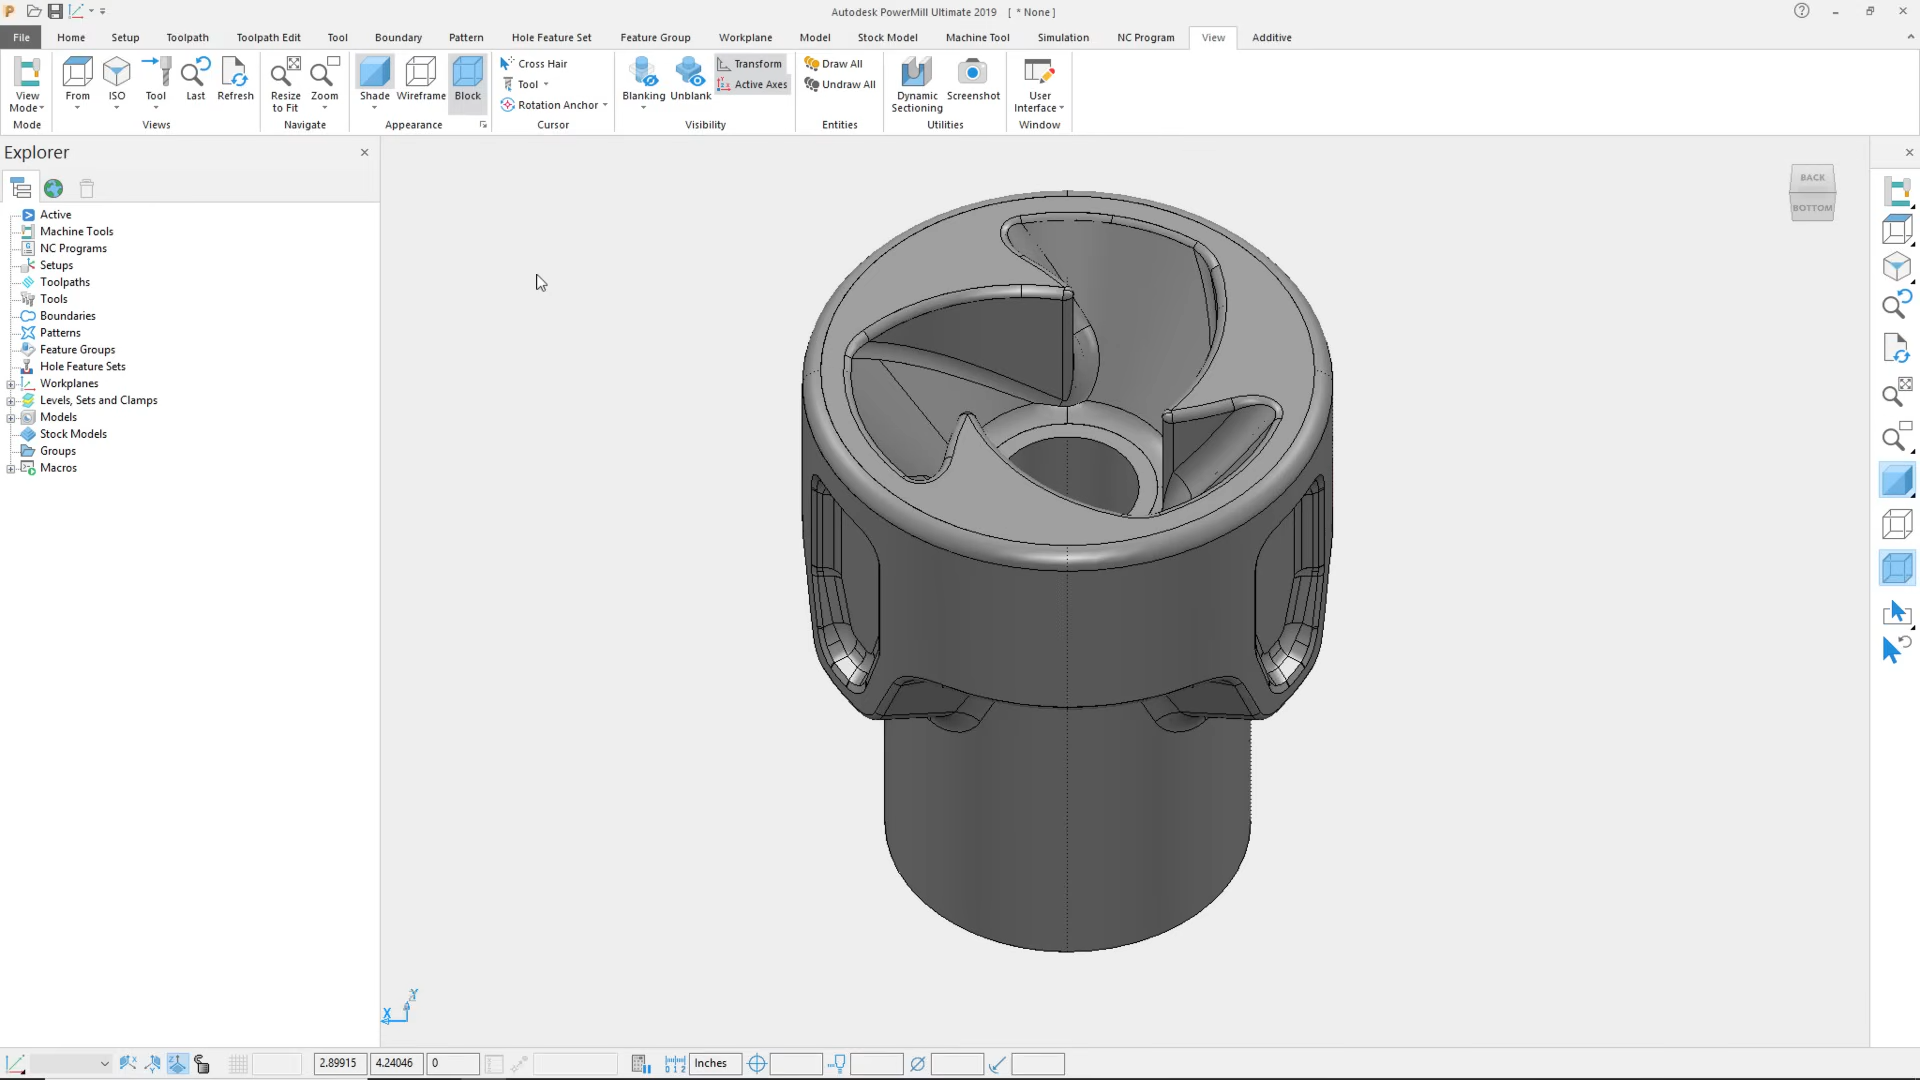 Autodesk PowerMill Ultimate 2019 [ * None ]
File Home Setup Toolpath Toolpath Edit Tool Boundary Pattern Hole Feature Set Feature Group Workplane Model Stock Model Machine Tool Simulation NC Program View Additive
View Mode
Mode
From
ISO
Tool
Last
Refresh
Views
Resize to Fit
Zoom
Navigate
Shade
Wireframe
Block
Appearance
Cross Hair
Tool
Rotation Anchor
Cursor
Blanking
Unblank
Transform
Active Axes
Visibility
Draw All
Undraw All
Entities
Dynamic Sectioning
Screenshot
Utilities
User Interface
Window
Explorer
Active
Machine Tools
NC Programs
Setups
Toolpaths
Tools
Boundaries
Patterns
Feature Groups
Hole Feature Sets
Workplanes
Levels, Sets and Clamps
Models
Stock Models
Groups
Macros
BACK
BOTTOM
Y
X
2.89915 4.24046 0 Inches